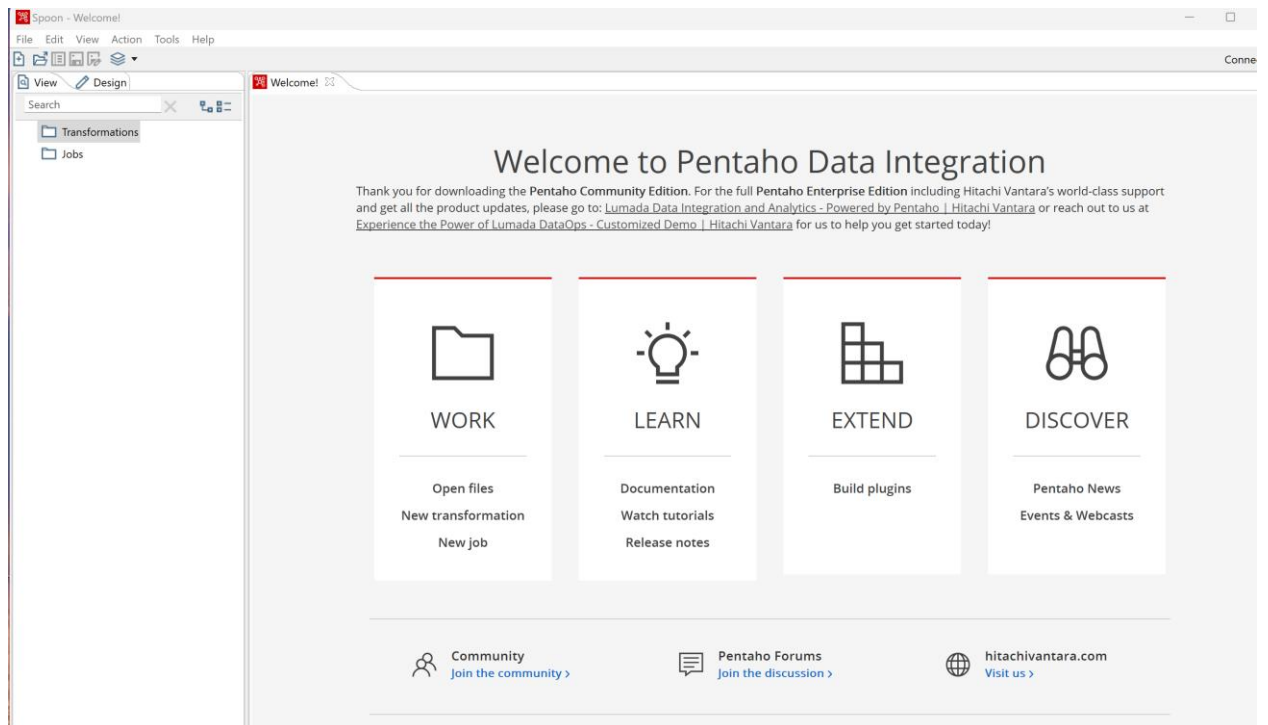 Spoon - Welcome!
File Edit View Action Tools Help
Conne
View Design
Welcome!
Search
Transformations
Jobs
Welcome to Pentaho Data Integration
Thank you for downloading the Pentaho Community Edition. For the full Pentaho Enterprise Edition including Hitachi Vantara's world-class support
and get all the product updates, please go to: Lumada Data Integration and Analytics - Powered by Pentaho | Hitachi Vantara or reach out to us at
Experience the Power of Lumada DataOps - Customized Demo | Hitachi Vantara for us to help you get started today!
WORK
Open files
New transformation
New job
LEARN
Documentation
Watch tutorials
Release notes
EXTEND
Build plugins
DISCOVER
Pentaho News
Events & Webcasts
Community
Join the community >
Pentaho Forums
Join the discussion >
hitachivantara.com
Visit us >